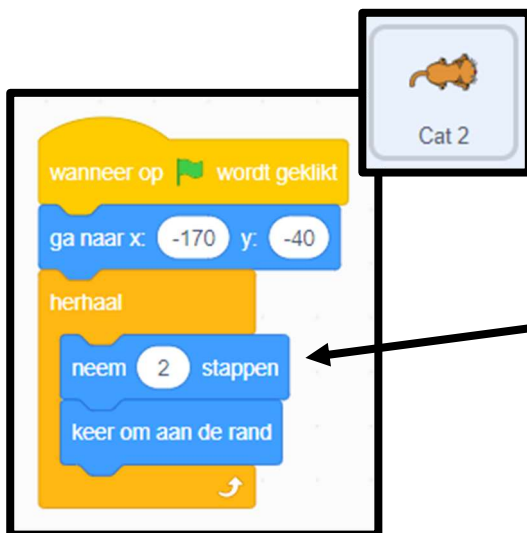 Cat 2
wanneer op wordt geklikt
ga naar x: -170 y: -40
herhaal
neem 2 stappen
keer om aan de rand